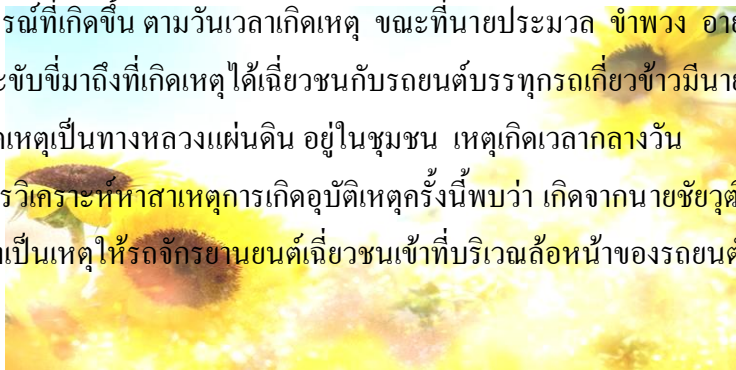 รณ์ที่เกิดขึ้น ตามวันเวลาเกิดเหตุ ขณะที่นายประมวล ขำพวง อาย
ะขับขี่มาถึงที่เกิดเหตุได้เฉี่ยวชนกับรถยนต์บรรทุกรถเกี่ยวข้าวมีนาย
กเหตุเป็นทางหลวงแผ่นดิน อยู่ในชุมชน เหตุเกิดเวลากลางวัน
รวิเคราะห์หาสาเหตุการเกิดอุบัติเหตุครั้งนี้พบว่า เกิดจากนายชัยวุฒิ
าเป็นเหตุให้รถจักรยานยนต์เฉี่ยวชนเข้าที่บริเวณล้อหน้าของรถยนต์